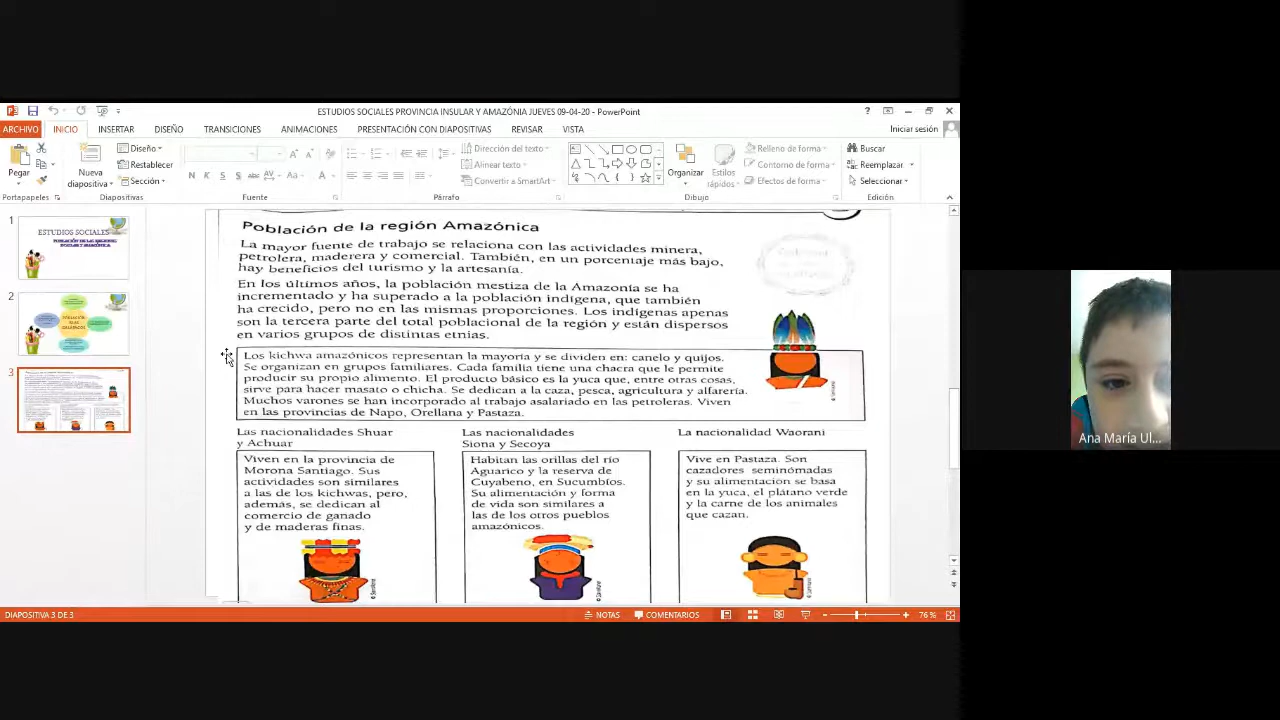 ESTUDIOS SOCIALES PROVINCIA INSULAR Y AMAZÓNIA JUEVES 09-04-20 - PowerPoint
ARCHIVO INICIO INSERTAR DISEÑO TRANSICIONES ANIMACIONES PRESENTACIÓN CON DIAPOSITIVAS REVISAR VISTA Iniciar sesión
Pegar
Nueva diapositiva
Diseño
Restablecer
Sección
N K S S abc AV Aa A
Dirección del texto
Alinear texto
Convertir a SmartArt
Organizar
Estilos rápidos
Relleno de forma
Contorno de forma
Efectos de forma
Buscar
Reemplazar
Seleccionar
Portapapeles Diapositivas Fuente Párrafo Dibujo Edición
1
ESTUDIOS SOCIALES
2
3
Población de la región Amazónica
La mayor fuente de trabajo se relaciona con las actividades minera,
petrolera, maderera y comercial. También, en un porcentaje más bajo,
hay beneficios del turismo y la artesanía.
En los últimos años, la población mestiza de la Amazonía se ha
incrementado y ha superado a la población indígena, que también
ha crecido, pero no en las mismas proporciones. Los indígenas apenas
son la tercera parte del total poblacional de la región y están dispersos
en varios grupos de distintas etnias.
Los kichwa amazónicos representan la mayoría y se dividen en: canelo y quijos.
Se organizan en grupos familiares. Cada familia tiene una chacra que le permite
producir su propio alimento. El producto básico es la yuca que, entre otras cosas,
sirve para hacer masato o chicha. Se dedican a la caza, pesca, agricultura y alfarería.
Muchos varones se han incorporado al trabajo asalariado en las petroleras. Viven
en las provincias de Napo, Orellana y Pastaza.
Las nacionalidades Shuar
y Achuar
Viven en la provincia de
Morona Santiago. Sus
actividades son similares
a las de los kichwas, pero,
además, se dedican al
comercio de ganado
y de maderas finas.
Las nacionalidades
Siona y Secoya
Habitan las orillas del río
Aguarico y la reserva de
Cuyabeno, en Sucumbíos.
Su alimentación y forma
de vida son similares a
las de los otros pueblos
amazónicos.
La nacionalidad Waorani
Vive en Pastaza. Son
cazadores seminómadas
y su alimentación se basa
en la yuca, el plátano verde
y la carne de los animales
que cazan.
DIAPOSITIVA 3 DE 3 NOTAS COMENTARIOS 76 %
Ana María Ul...